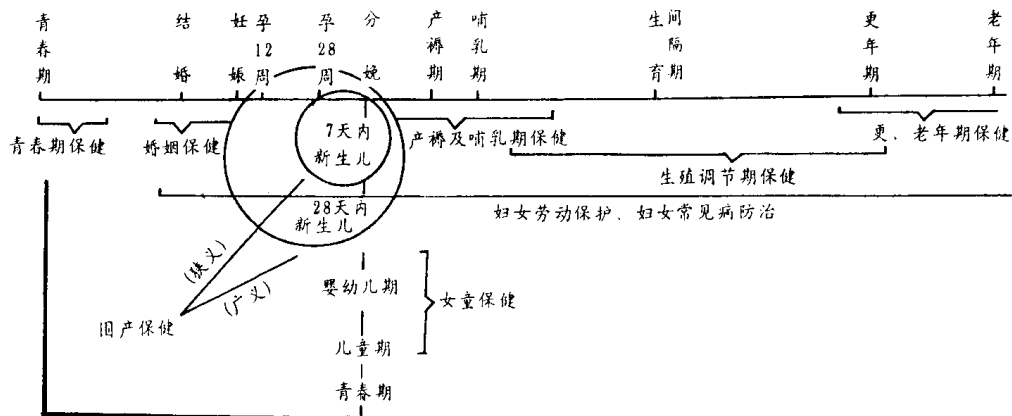 青春期
结婚
妊娠
孕12周
孕28周
分娩
产褥期
哺乳期
生育间隔期
更年期
老年期
青春期保健
婚姻保健
7天内
新生儿
产褥及哺乳期保健
更、老年期保健
生殖调节期保健
28天内
新生儿
妇女劳动保护、妇女常见病防治
(狭义)
(广义)
婴幼儿期
女童保健
旧产保健
儿童期
青春期